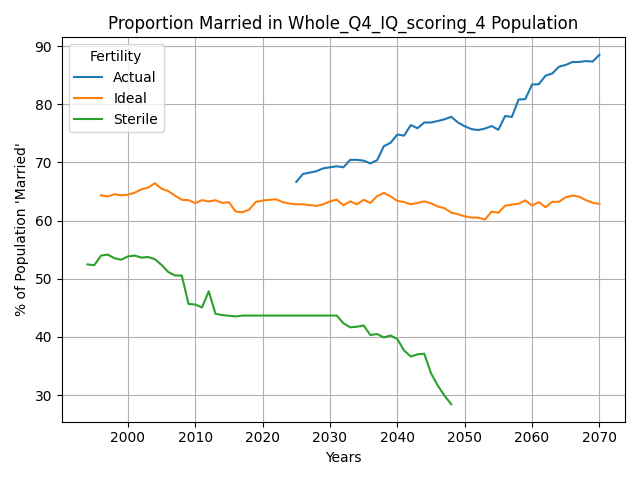 Proportion Married in Whole_Q4_IQ_scoring_4 Population
% of Population 'Married'
90
80
70
60
50
40
30
Fertility
Actual
Ideal
Sterile
2000 2010 2020 2030 2040 2050 2060 2070
Years